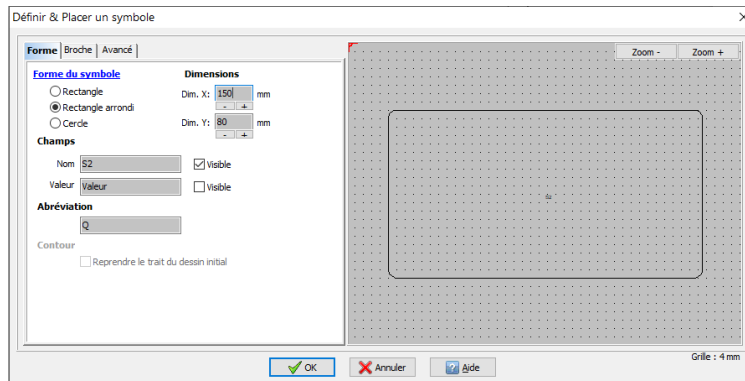 Définir & Placer un symbole
Forme Broche Avancé
Zoom - Zoom +
Forme du symbole Dimensions
Rectangle Dim. X: 150 mm
- +
Rectangle arrondi
Cercle Dim. Y: 80 mm
- +
Champs
Nom S2 Visible
Valeur Valeur Visible
S2
Abréviation
Q
Contour
Reprendre le trait du dessin initial
Grille : 4 mm
OK Annuler Aide